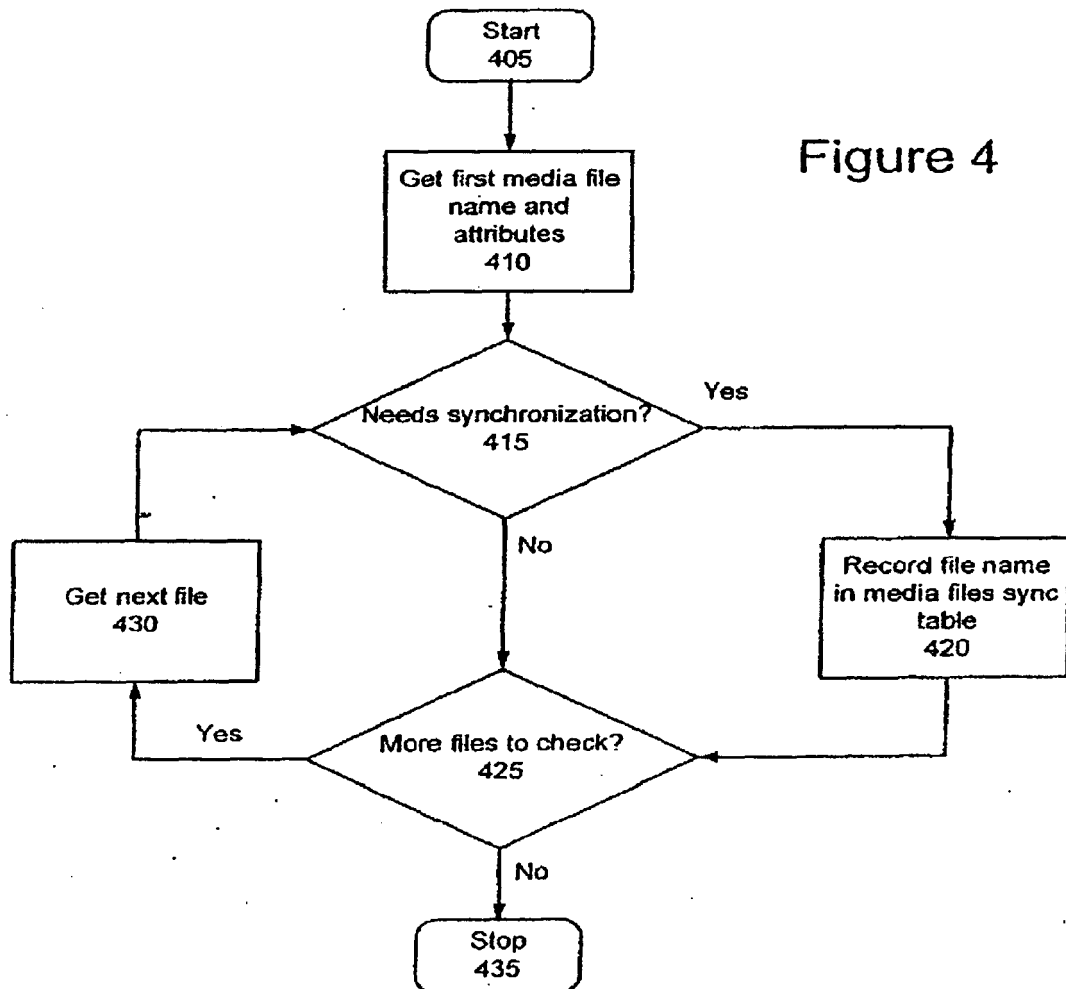 Start
405
Figure 4
Get first media file
name and
attributes
410
Needs synchronization?
415
Yes
No
Get next file
430
Record file name
in media files sync
table
420
Yes
More files to check?
425
No
Stop
435